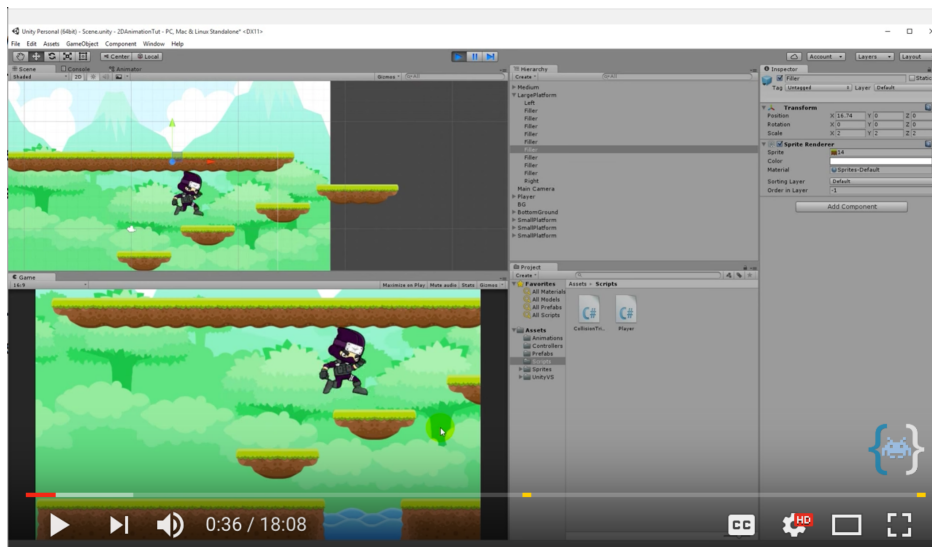 Unity Personal (64bit) - Scene.unity - 2DAnimationTut - PC, Mac & Linux Standalone* <DX11>
File Edit Assets GameObject Component Window Help
Center Local
Account Layers Layout
Scene Console Animator
Shaded 2D Gizmos
Hierarchy
Create
Medium
LargePlatform
Left
Filler
Filler
Filler
Filler
Filler
Filler
Filler
Filler
Filler
Right
Main Camera
Player
BG
BottomGround
SmallPlatform
SmallPlatform
SmallPlatform
Inspector
Filler Static
Tag Untagged Layer Default
Transform
Position X 16.74 Y 0 Z 0
Rotation X 0 Y 0 Z 0
Scale X 2 Y 2 Z 2
Sprite Renderer
Sprite 14
Color
Material Sprites-Default
Sorting Layer Default
Order in Layer -1
Add Component
Game
16:9 Maximize on Play Mute audio Stats Gizmos
Project
Create
Favorites
All Materials
All Models
All Prefabs
All Scripts
Assets
Animations
Controllers
Prefabs
Scripts
Sprites
UnityVS
Assets Scripts
C# C#
CollisionTri... Player
0:36 / 18:08
CC HD